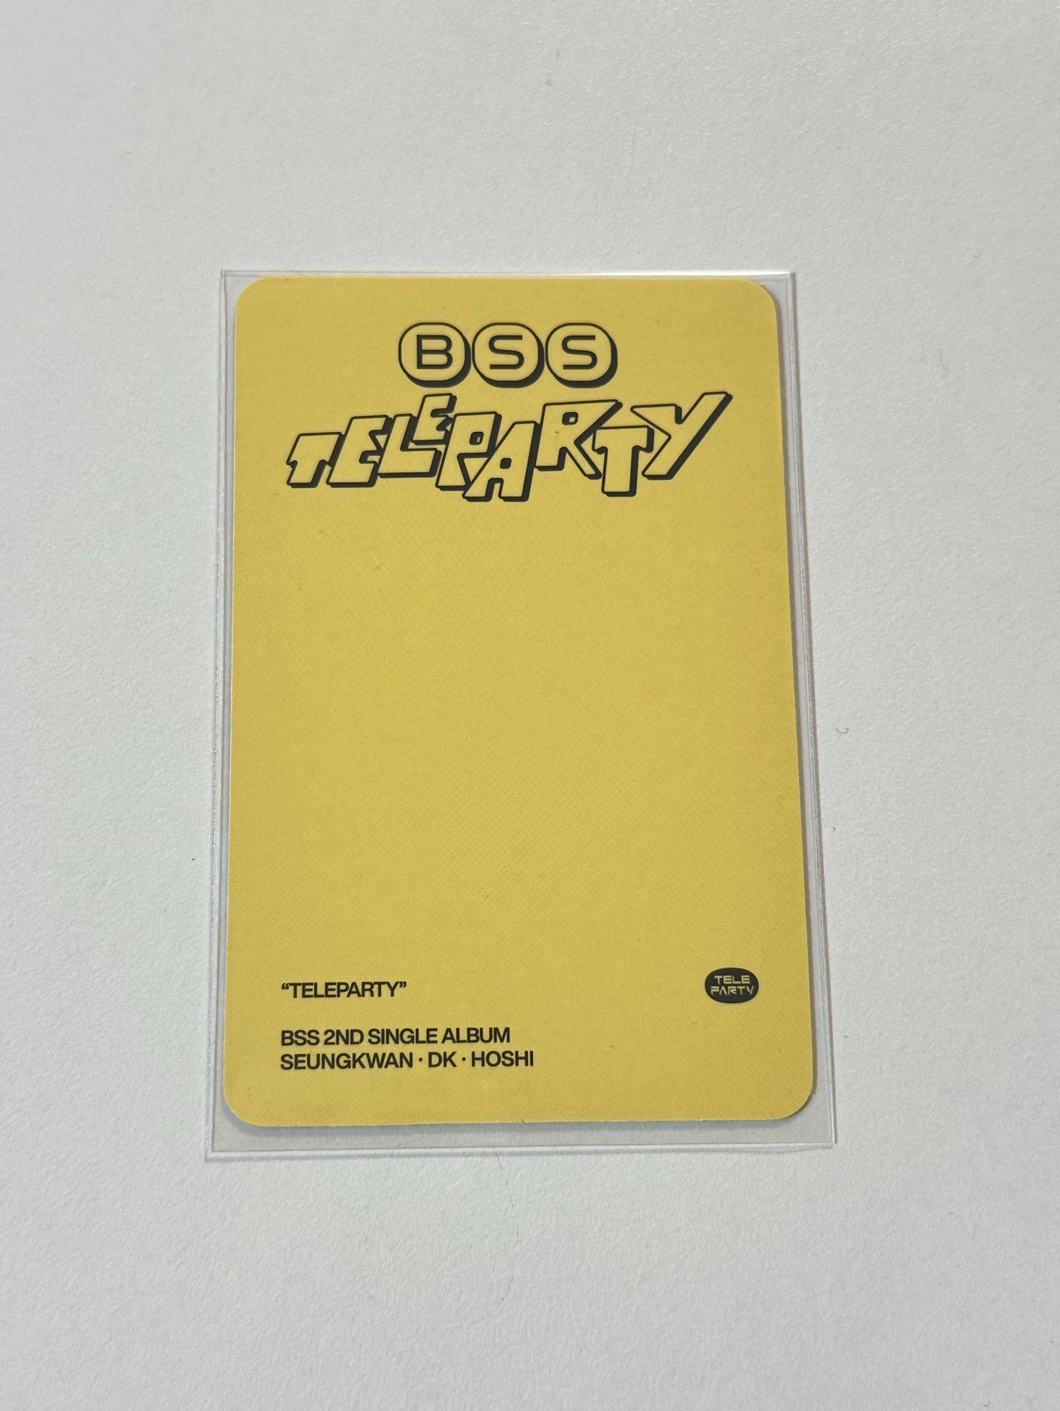 BSS
TELEPARTY
“TELEPARTY”
TELE
PARTY
BSS 2ND SINGLE ALBUM
SEUNGKWAN · DK · HOSHI